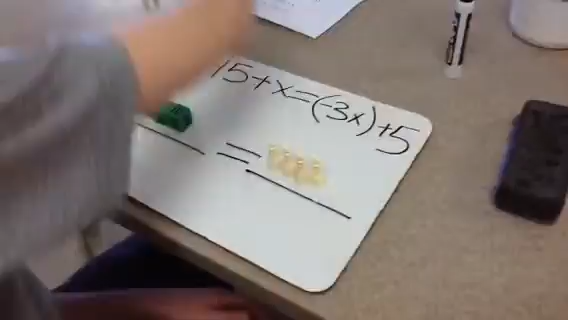 15+x=(-3x)+5
=